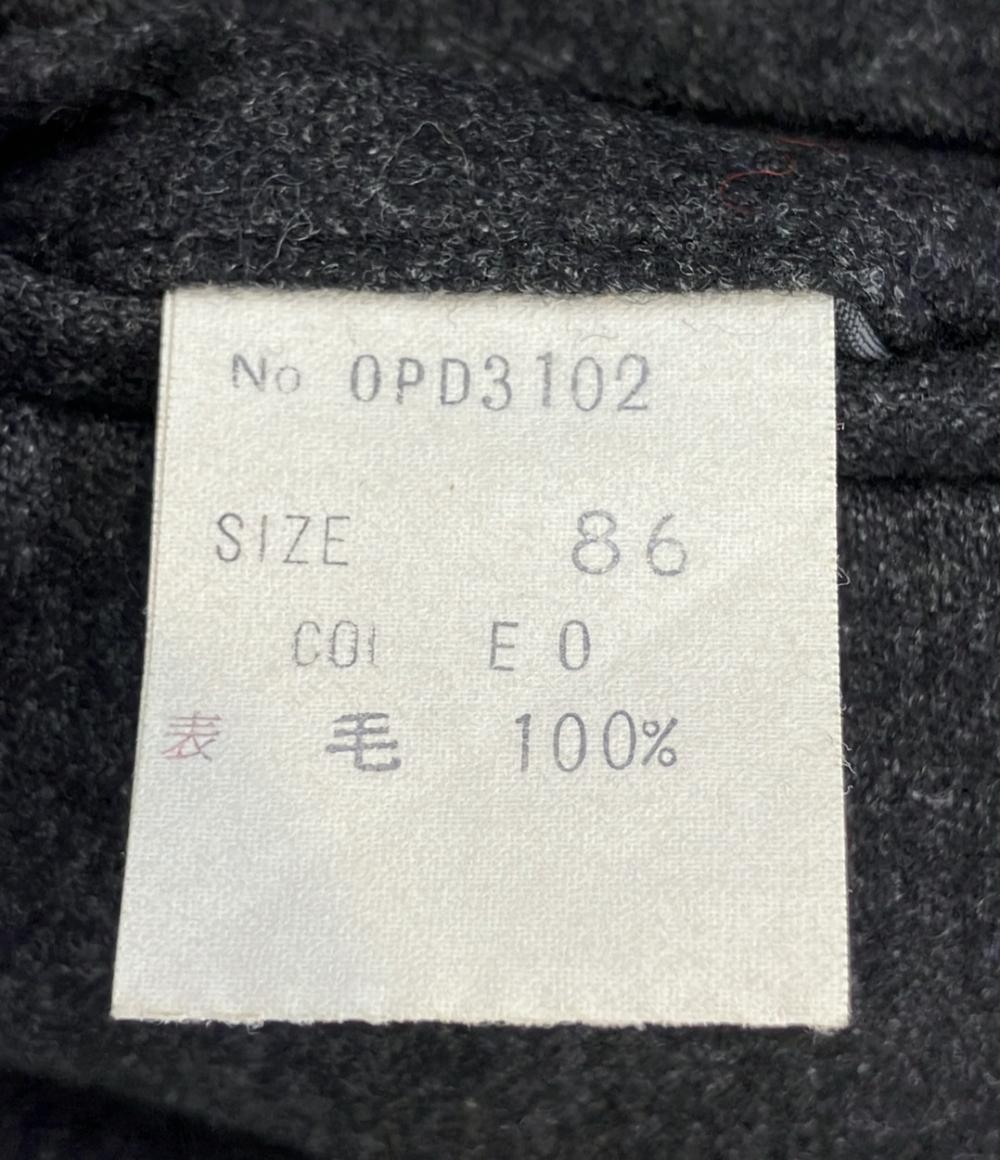 No 0PD3102
SIZE 86
COl E 0
表 毛 100%